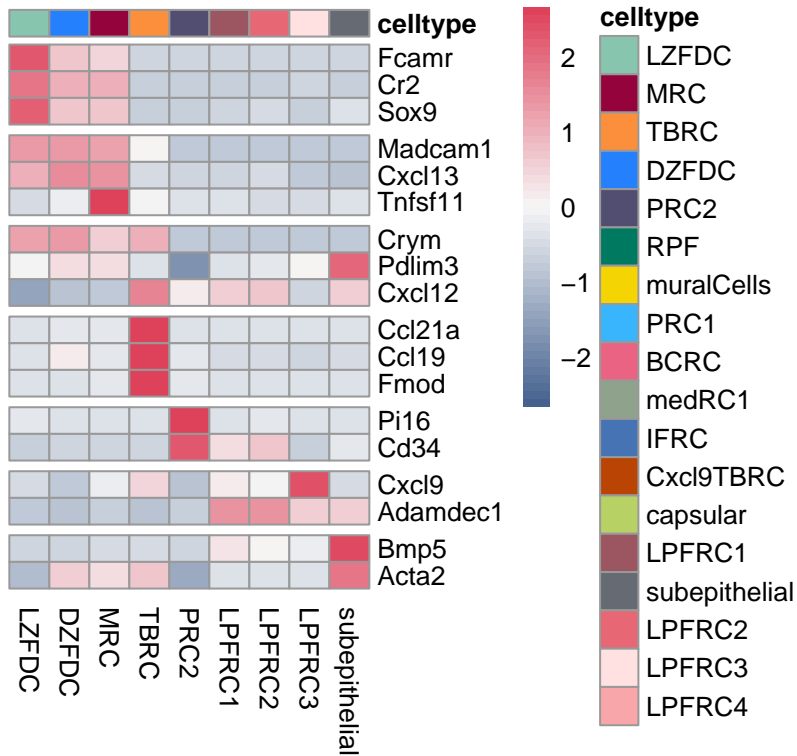 celltype
Fcamr
Cr2
Sox9
Madcam1
Cxcl13
Tnfsf11
Crym
Pdlim3
Cxcl12
Ccl21a
Ccl19
Fmod
Pi16
Cd34
Cxcl9
Adamdec1
Bmp5
Acta2
LZFDC
DZFDC
MRC
TBRC
PRC2
LPFRC1
LPFRC2
LPFRC3
subepithelial
2
1
0
−1
−2
celltype
LZFDC
MRC
TBRC
DZFDC
PRC2
RPF
muralCells
PRC1
BCRC
medRC1
IFRC
Cxcl9TBRC
capsular
LPFRC1
subepithelial
LPFRC2
LPFRC3
LPFRC4